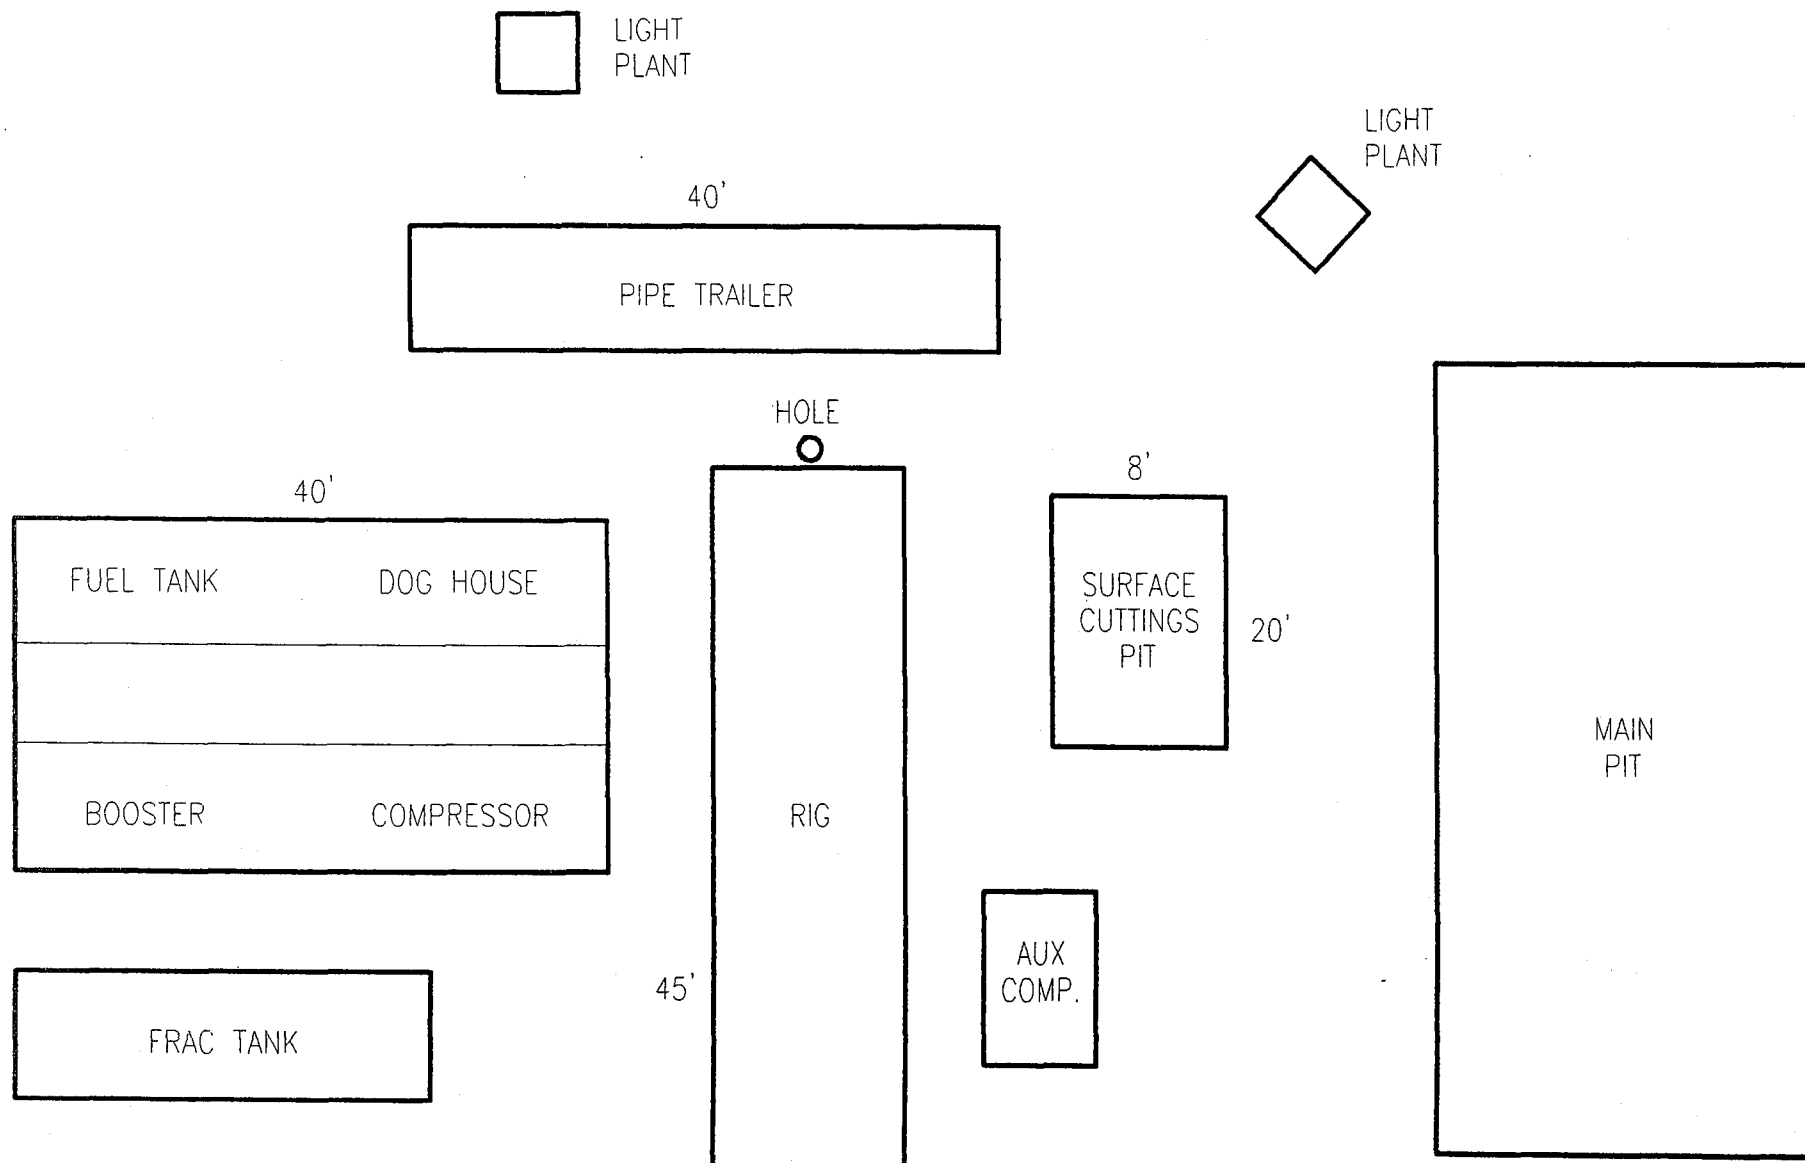 LIGHT
PLANT
LIGHT
PLANT
40'
PIPE TRAILER
HOLE
40'
8'
FUEL TANK
DOG HOUSE
SURFACE
CUTTINGS
PIT
20'
MAIN
PIT
BOOSTER
COMPRESSOR
RIG
AUX
COMP.
45'
FRAC TANK